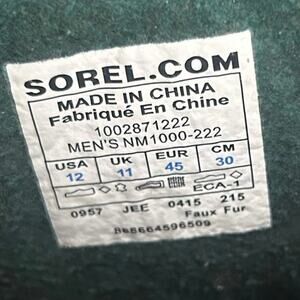 SOREL.COM
MADE IN CHINA
Fabriqué En Chine
1002871222
MEN'S NM1000-222
USA UK EUR CM
12 11 45 30
ECA-1
0957 JEE 0415 215
Faux Fur
888664596509